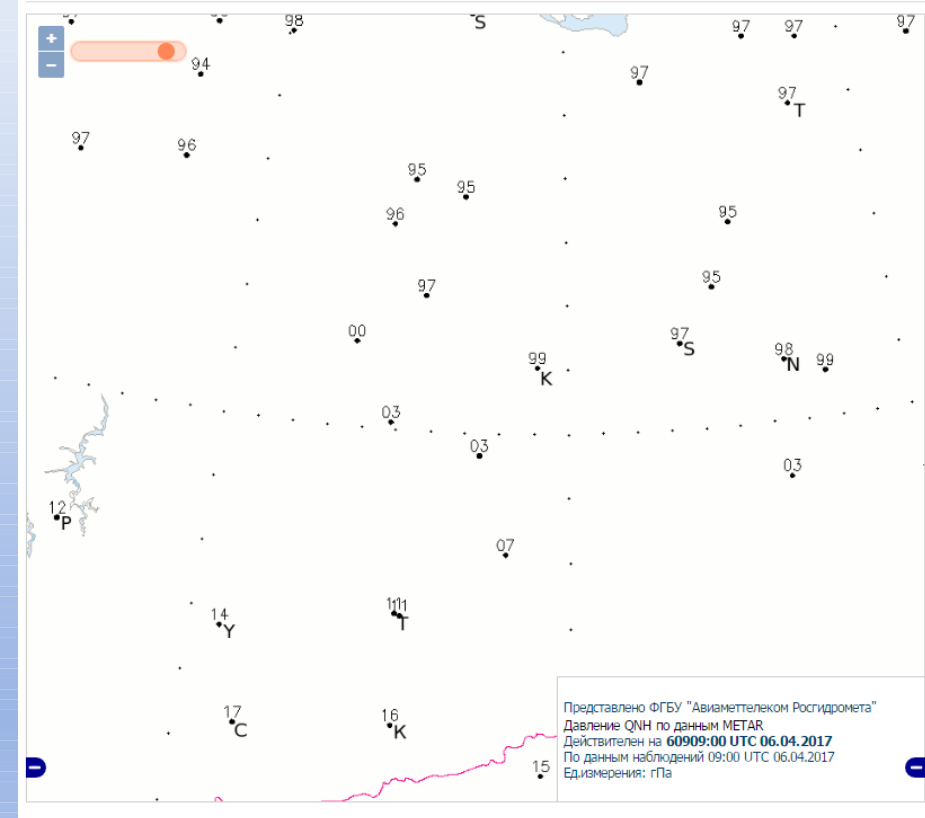 98
S
97
97
97
+
−
94
97
97
T
97
96
95
95
96
95
97
95
00
97
S
99
K
98
N
99
03
03
03
12
P
07
14
Y
11
11
T
17
C
16
K
15
Представлено ФГБУ "Авиаметтелеком Росгидромета"
Давление QNH по данным METAR
Действителен на 60909:00 UTC 06.04.2017
По данным наблюдений 09:00 UTC 06.04.2017
Ед.измерения: гПа